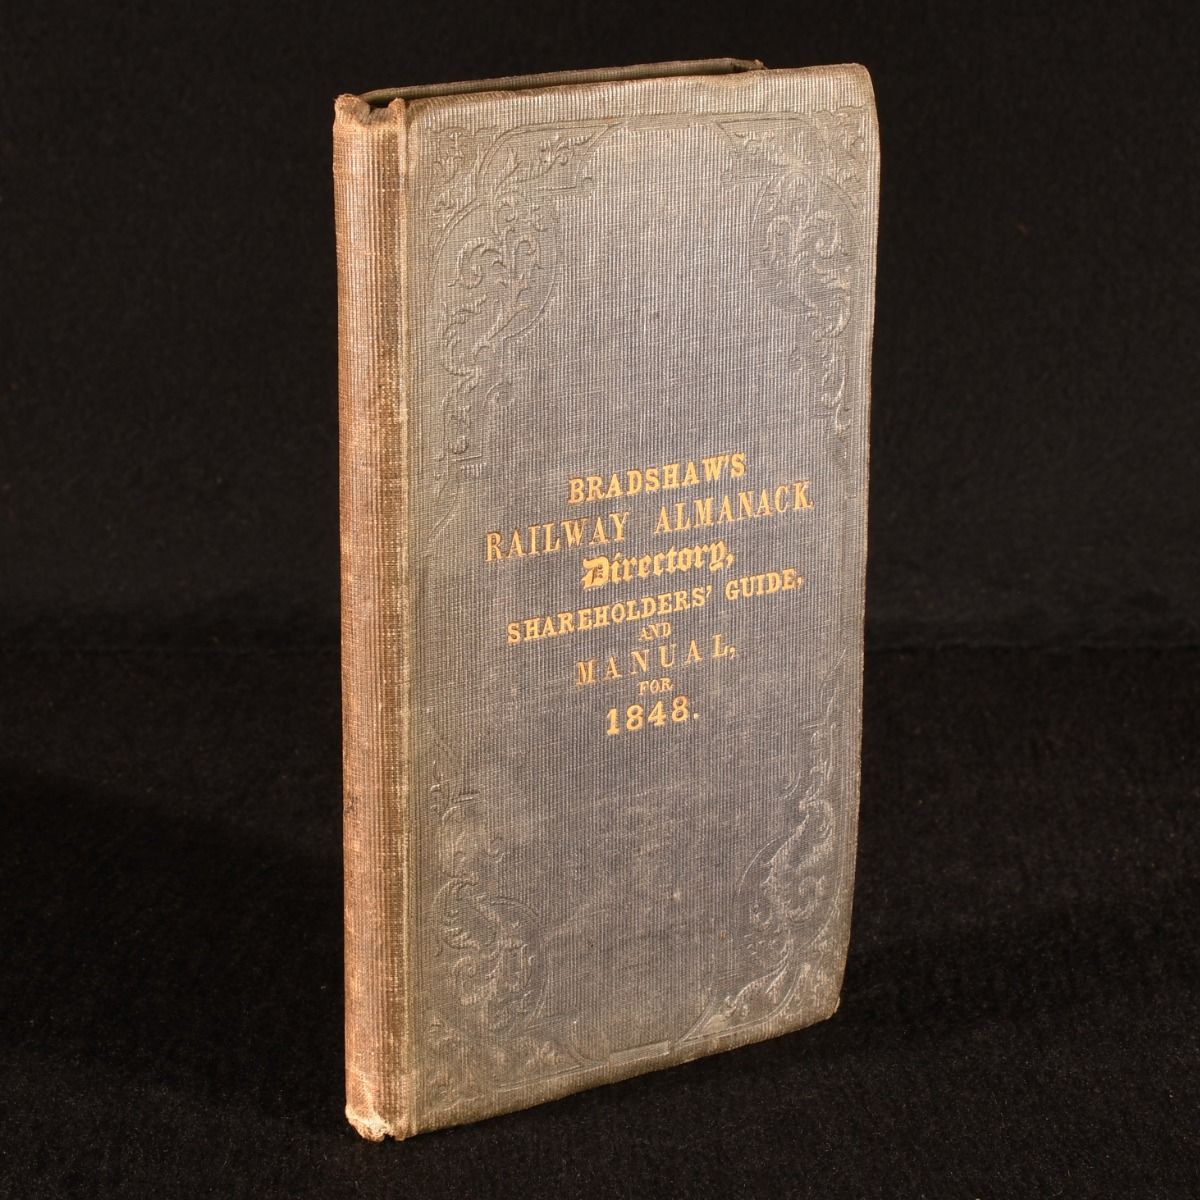 BRADSHAW'S
RAILWAY ALMANACK
Directory,
SHAREHOLDERS' GUIDE,
AND
MANUAL,
FOR
1848.